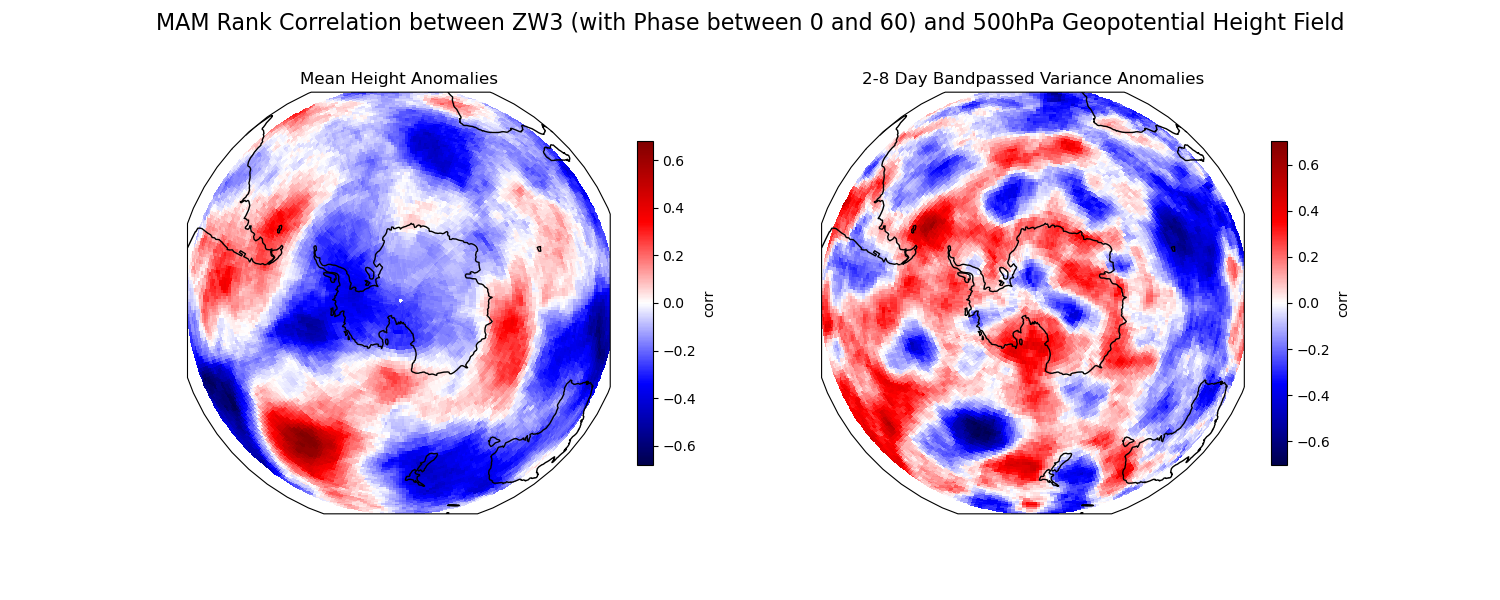 MAM Rank Correlation between ZW3 (with Phase between 0 and 60) and 500hPa Geopotential Height Field
Mean Height Anomalies
0.6
0.4
0.2
0.0
−0.2
−0.4
−0.6
corr
2-8 Day Bandpassed Variance Anomalies
0.6
0.4
0.2
0.0
−0.2
−0.4
−0.6
corr